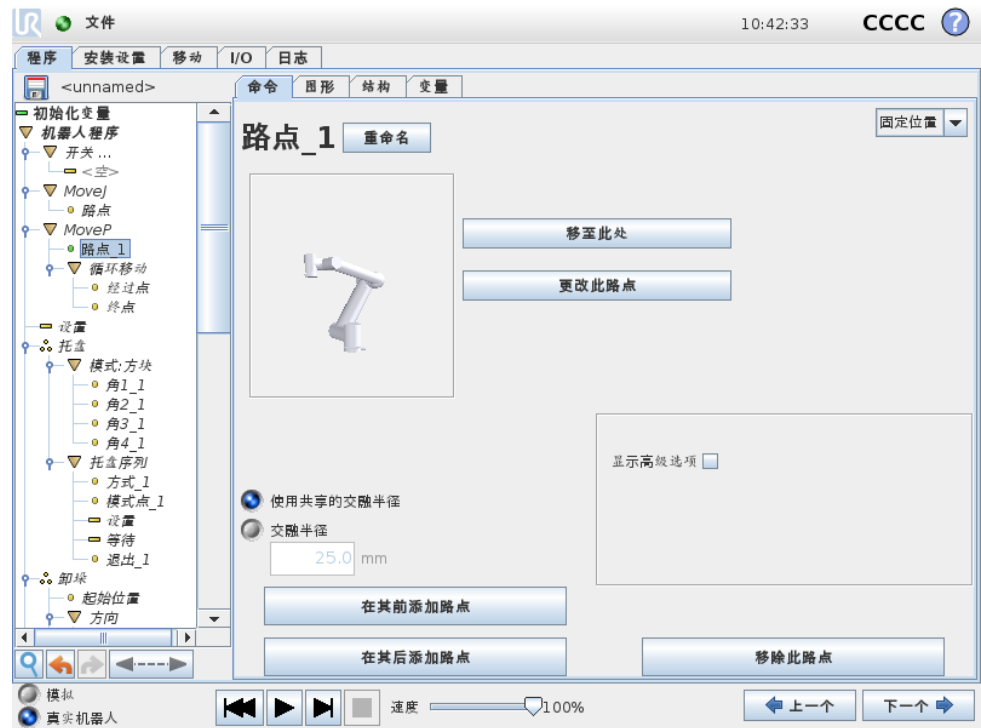 UR 文件 10:42:33 CCCC ?
程序 安装设置 移动 I/O 日志
<unnamed>
命令 图形 结构 变量
初始化变量
机器人程序
开关 ...
<空>
MoveJ
路点
MoveP
路点_1
循环移动
经过点
终点
设置
托盘
模式:方块
角1_1
角2_1
角3_1
角4_1
托盘序列
方式_1
模式点_1
设置
等待
退出_1
卸垛
起始位置
方向
路点_1 重命名
固定位置
移至此处
更改此路点
显示高级选项
使用共享的交融半径
交融半径
25.0 mm
在其前添加路点
在其后添加路点
移除此路点
模拟
真实机器人
速度 100%
上一个
下一个